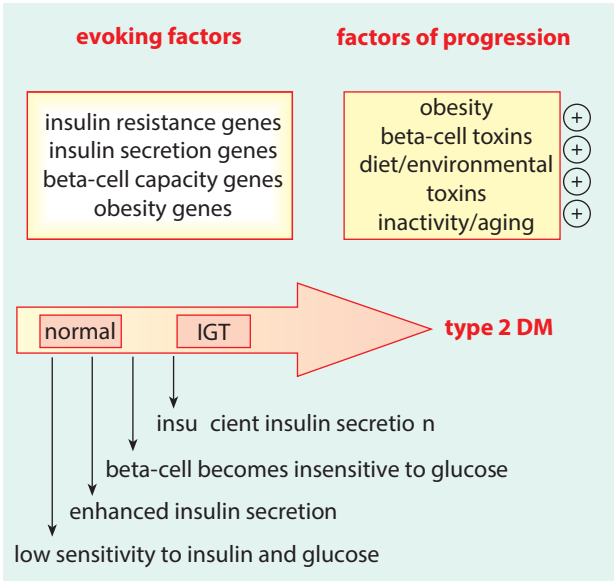 evoking factors
factors of progression
insulin resistance genes
insulin secretion genes
beta-cell capacity genes
obesity genes
obesity
beta-cell toxins
diet/environmental
toxins
inactivity/aging
+
+
+
+
normal
IGT
type 2 DM
insu cient insulin secretio n
beta-cell becomes insensitive to glucose
enhanced insulin secretion
low sensitivity to insulin and glucose